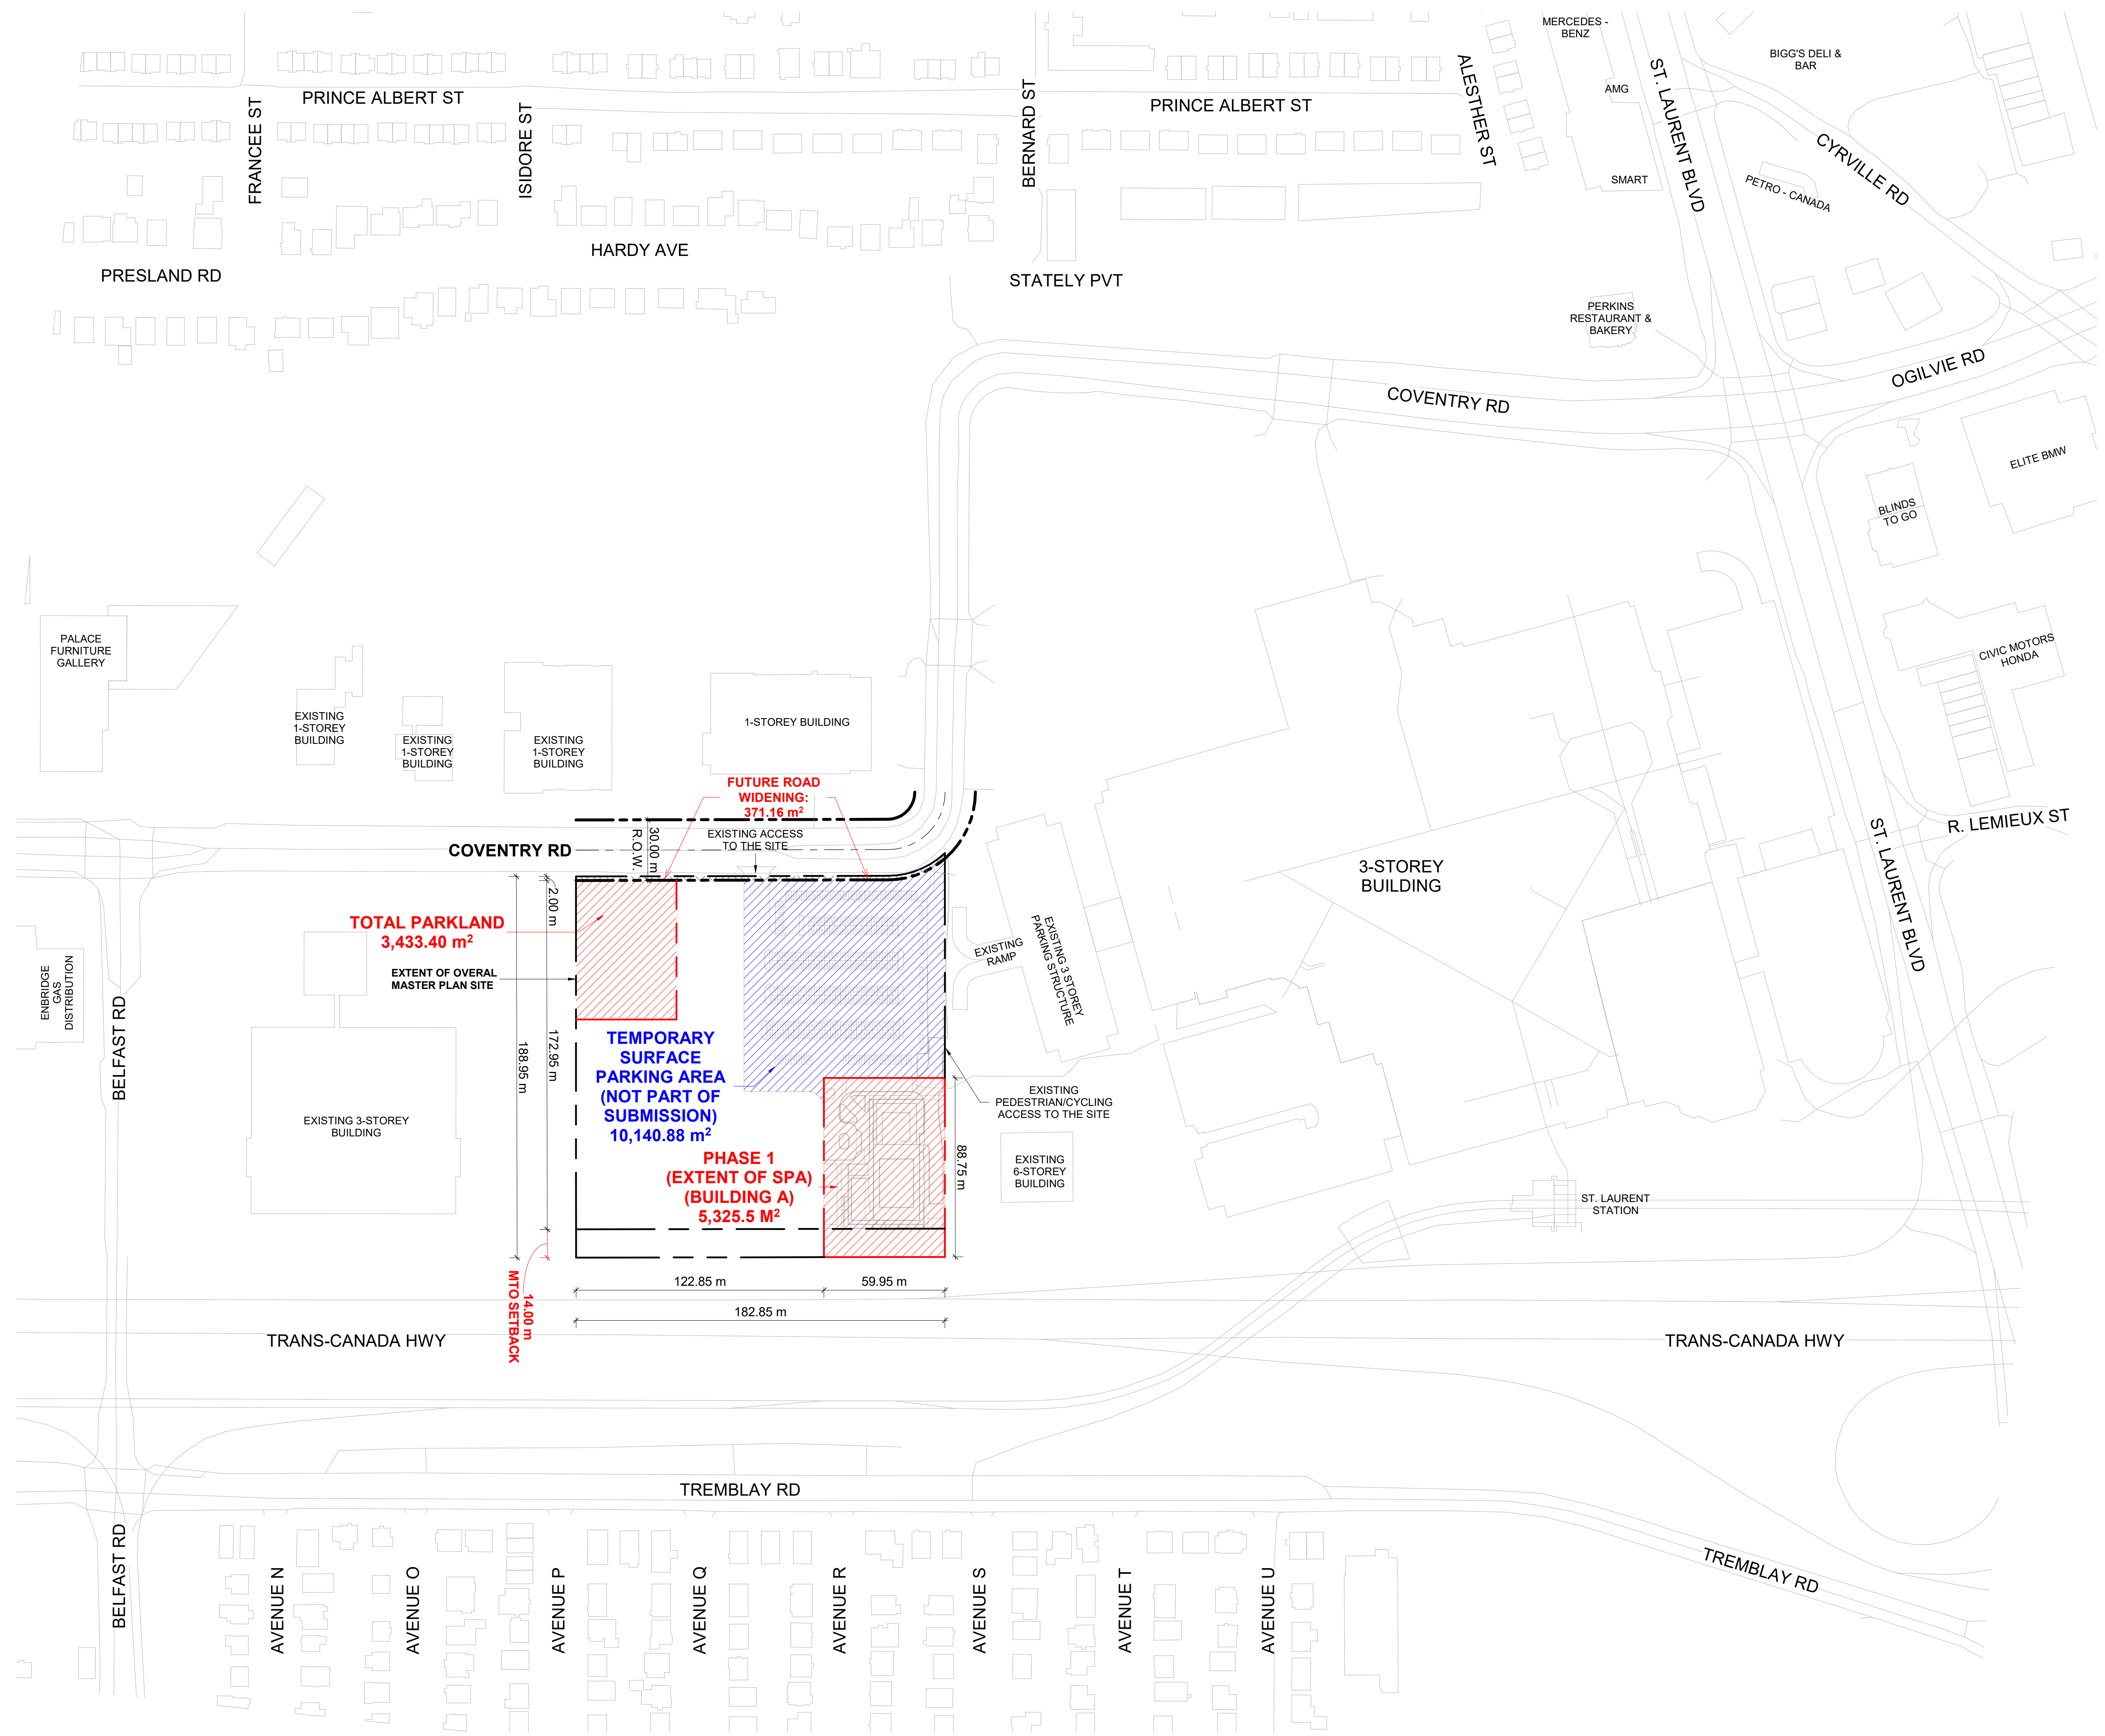 MERCEDES -
BENZ
BIGG'S DELI &
BAR
AMG
SMART
ST. LAURENT BLVD
CYRVILLE RD
PETRO - CANADA
PRINCE ALBERT ST
PRINCE ALBERT ST
FRANCEE ST
ISIDORE ST
BERNARD ST
ALESTHER ST
HARDY AVE
PRESLAND RD
STATELY PVT
PERKINS
RESTAURANT &
BAKERY
OGILVIE RD
COVENTRY RD
ELITE BMW
BLINDS
TO GO
CIVIC MOTORS
HONDA
PALACE
FURNITURE
GALLERY
EXISTING
1-STOREY
BUILDING
EXISTING
1-STOREY
BUILDING
EXISTING
1-STOREY
BUILDING
1-STOREY BUILDING
FUTURE ROAD
WIDENING:
371.16 m²
R. LEMIEUX ST
ST. LAURENT BLVD
COVENTRY RD
30.00 m
R.O.W.
EXISTING ACCESS
TO THE SITE
3-STOREY
BUILDING
2.00 m
TOTAL PARKLAND
3,433.40 m²
EXTENT OF OVERAL
MASTER PLAN SITE
EXISTING
RAMP
EXISTING 3 STOREY
PARKING STRUCTURE
ENBRIDGE
GAS
DISTRIBUTION
BELFAST RD
188.95 m
172.95 m
TEMPORARY
SURFACE
PARKING AREA
(NOT PART OF
SUBMISSION)
10,140.88 m²
EXISTING
PEDESTRIAN/CYCLING
ACCESS TO THE SITE
EXISTING 3-STOREY
BUILDING
PHASE 1
(EXTENT OF SPA)
(BUILDING A)
5,325.5 M²
88.75 m
EXISTING
6-STOREY
BUILDING
ST. LAURENT
STATION
122.85 m
59.95 m
182.85 m
14.00 m
MTO SETBACK
TRANS-CANADA HWY
TRANS-CANADA HWY
TREMBLAY RD
TREMBLAY RD
BELFAST RD
AVENUE N
AVENUE O
AVENUE P
AVENUE Q
AVENUE R
AVENUE S
AVENUE T
AVENUE U